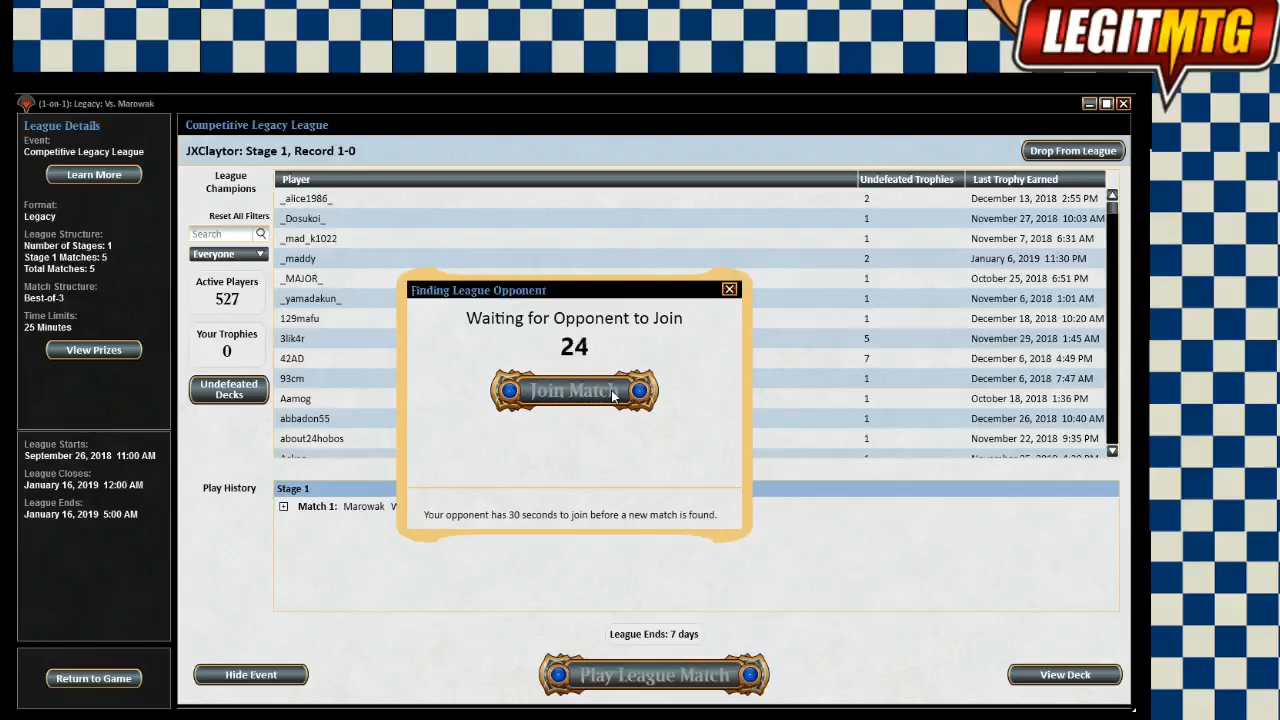 LEGITMTG
(1-on-1): Legacy: Vs. Marowak
League Details
Event:
Competitive Legacy League
Learn More
Format:
Legacy
League Structure:
Number of Stages: 1
Stage 1 Matches: 5
Total Matches: 5
Match Structure:
Best-of-3
Time Limits:
25 Minutes
View Prizes
League Starts:
September 26, 2018 11:00 AM
League Closes:
January 16, 2019 12:00 AM
League Ends:
January 16, 2019 5:00 AM
Return to Game
Competitive Legacy League
JXClaytor: Stage 1, Record 1-0
Drop From League
League
Champions
Reset All Filters
Search
Everyone
Active Players
527
Your Trophies
0
Undefeated
Decks
Player Undefeated Trophies Last Trophy Earned
_alice1986_ 2 December 13, 2018 2:55 PM
_Dosukoi_ 1 November 27, 2018 10:03 AM
_mad_k1022 1 November 7, 2018 6:31 AM
_maddy 2 January 6, 2019 11:30 PM
_MAJOR_ 1 October 25, 2018 6:51 PM
_yamadakun_ 1 November 6, 2018 1:01 AM
129mafu 1 December 18, 2018 10:20 AM
3lik4r 5 November 29, 2018 1:45 AM
42AD 7 December 6, 2018 4:49 PM
93cm 1 December 6, 2018 7:47 AM
Aamog 1 October 18, 2018 1:36 PM
abbadon55 1 December 26, 2018 10:40 AM
about24hobos 1 November 22, 2018 9:35 PM
Finding League Opponent
Waiting for Opponent to Join
24
Join Match
Your opponent has 30 seconds to join before a new match is found.
Play History
Stage 1
Match 1: Marowak W
League Ends: 7 days
Hide Event
Play League Match
View Deck